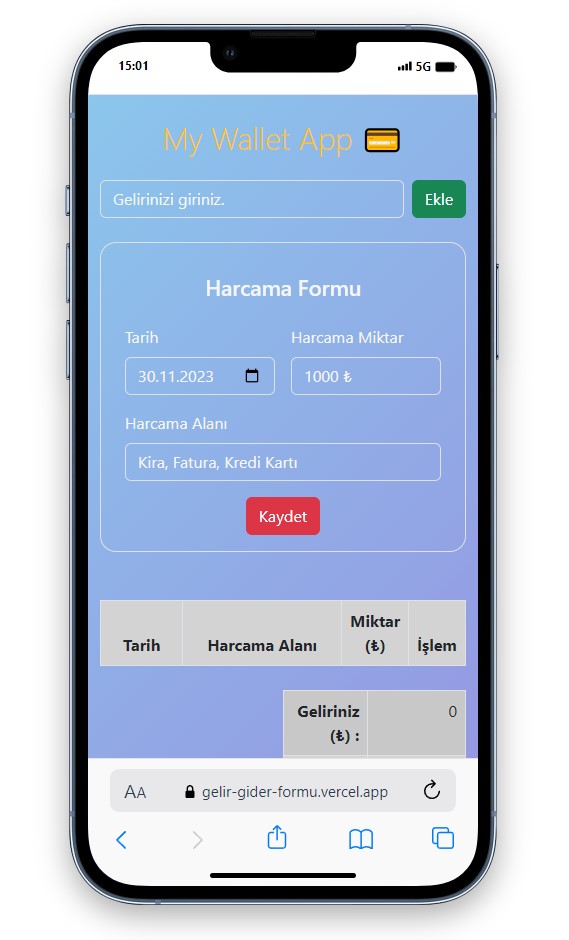 15:01
5G
My Wallet App 💳
Gelirinizi giriniz.
Ekle
Harcama Formu
Tarih
Harcama Miktar
30.11.2023
1000 ₺
Harcama Alanı
Kira, Fatura, Kredi Kartı
Kaydet
Tarih
Harcama Alanı
Miktar
(₺)
İşlem
Geliriniz
(₺) :
0
AA
gelir-gider-formu.vercel.app